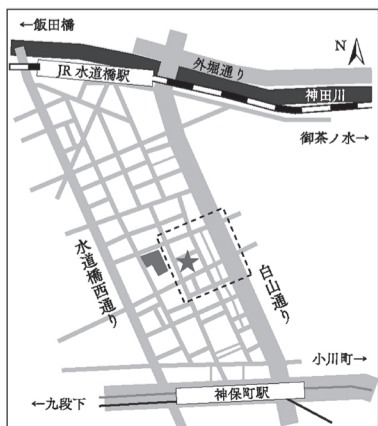 ←飯田橋
N
外堀通り
JR 水道橋駅
神田川
御茶ノ水→
水道橋西通り
白山通り
小川町→
神保町駅
←九段下